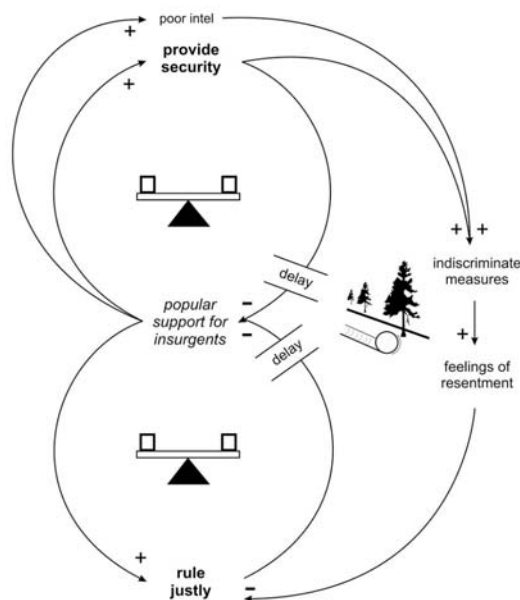 poor intel
+
provide
security
+
+ +
indiscriminate
measures
delay
popular
support for
insurgents
-
-
delay
+
feelings of
resentment
+
rule
justly
-